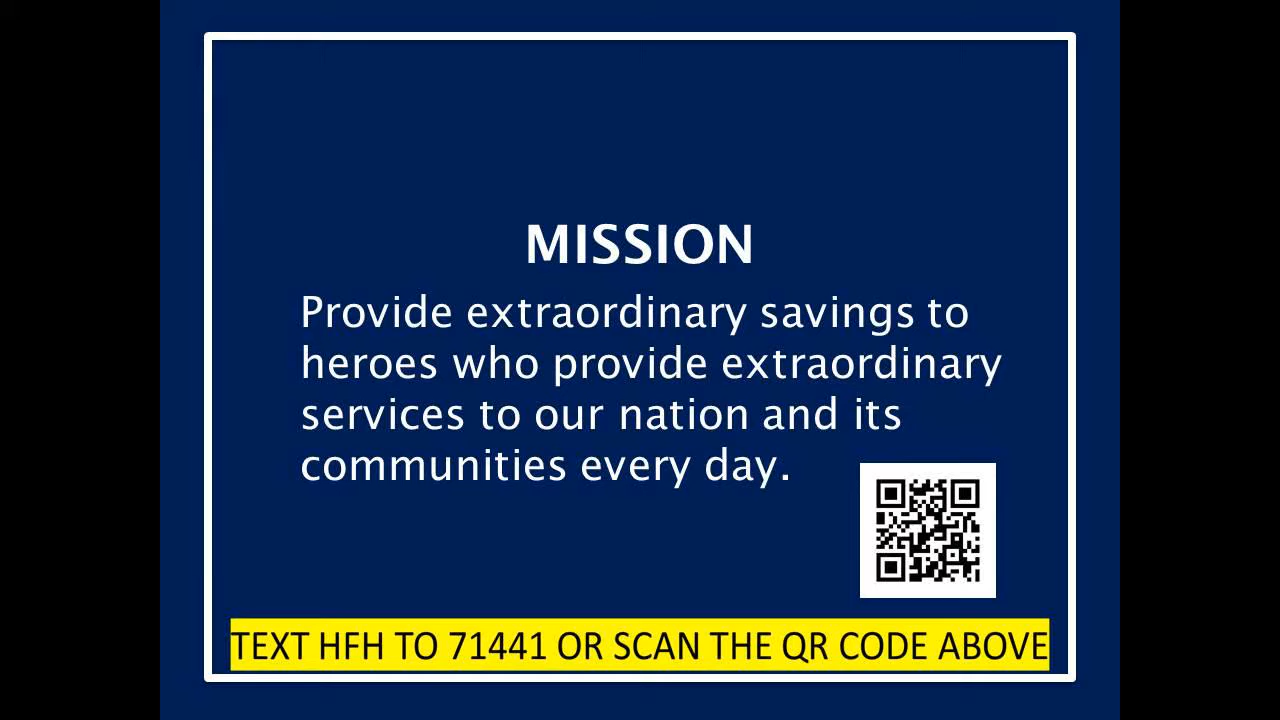 MISSION
Provide extraordinary savings to
heroes who provide extraordinary
services to our nation and its
communities every day.
TEXT HFH TO 71441 OR SCAN THE QR CODE ABOVE